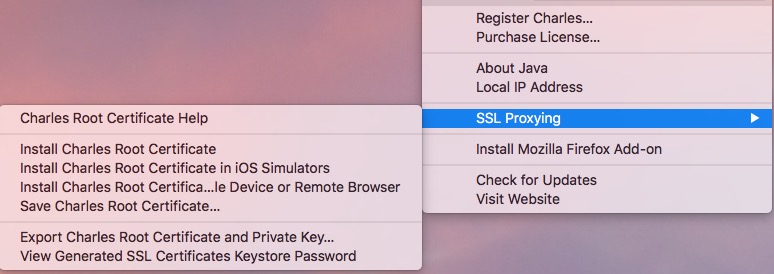 Register Charles...
Purchase License...
About Java
Local IP Address
SSL Proxying
Install Mozilla Firefox Add-on
Check for Updates
Visit Website
Charles Root Certificate Help
Install Charles Root Certificate
Install Charles Root Certificate in iOS Simulators
Install Charles Root Certifica...le Device or Remote Browser
Save Charles Root Certificate...
Export Charles Root Certificate and Private Key...
View Generated SSL Certificates Keystore Password